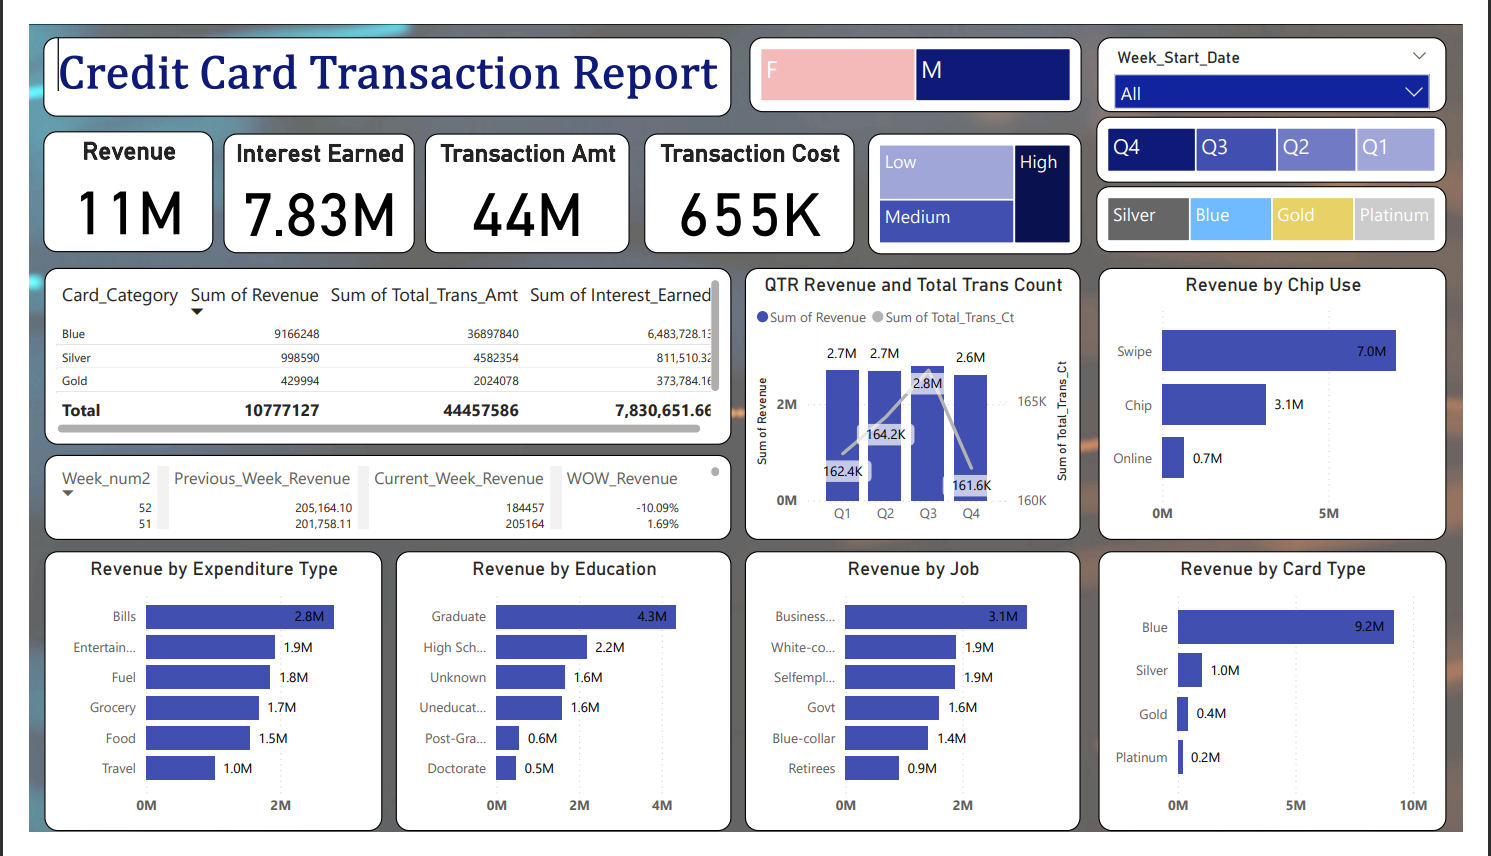 Credit Card Transaction Report
F
M
Week_Start_Date
All
Revenue
11M
Interest Earned
7.83M
Transaction Amt
44M
Transaction Cost
655K
Low
Medium
High
Q4 Q3 Q2 Q1
Silver Blue Gold Platinum
Card_Category Sum of Revenue Sum of Total_Trans_Amt Sum of Interest_Earned
Blue 9166248 36897840 6,483,728.13
Silver 998590 4582354 811,510.32
Gold 429994 2024078 373,784.16
Total 10777127 44457586 7,830,651.66
Week_num2 Previous_Week_Revenue Current_Week_Revenue WOW_Revenue
52 205,164.10 184457 -10.09%
51 201,758.11 205164 1.69%
QTR Revenue and Total Trans Count
Sum of Revenue Sum of Total_Trans_Ct
2.7M 2.7M 2.6M
2.8M
164.2K
162.4K
161.6K
Sum of Revenue
2M
0M
Sum of Total_Trans_Ct
165K
160K
Q1 Q2 Q3 Q4
Revenue by Chip Use
Swipe 7.0M
Chip 3.1M
Online 0.7M
0M 5M
Revenue by Expenditure Type
Bills 2.8M
Entertain... 1.9M
Fuel 1.8M
Grocery 1.7M
Food 1.5M
Travel 1.0M
0M 2M
Revenue by Education
Graduate 4.3M
High Sch... 2.2M
Unknown 1.6M
Uneducat... 1.6M
Post-Gra... 0.6M
Doctorate 0.5M
0M 2M 4M
Revenue by Job
Business... 3.1M
White-co... 1.9M
Selfempl... 1.9M
Govt 1.6M
Blue-collar 1.4M
Retirees 0.9M
0M 2M
Revenue by Card Type
Blue 9.2M
Silver 1.0M
Gold 0.4M
Platinum 0.2M
0M 5M 10M